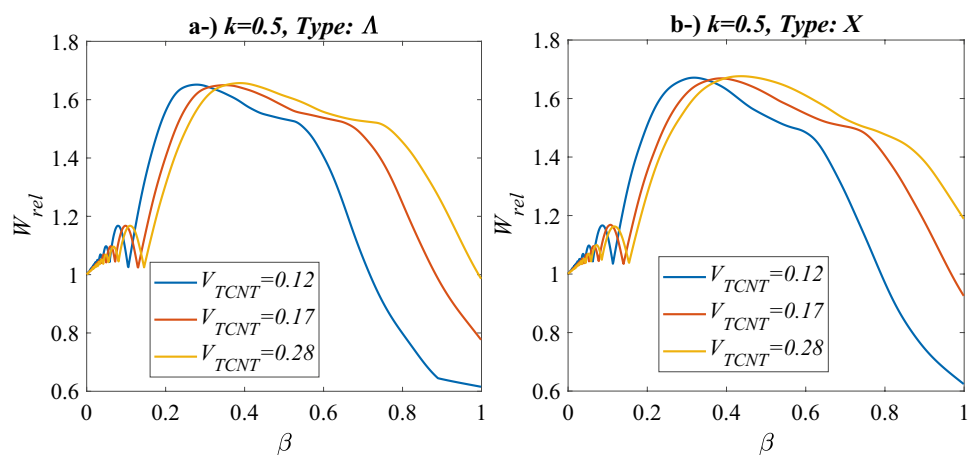 a-) k=0.5, Type: Λ
1.8
1.6
1.4
1.2
1
0.8
0.6
W_rel
V_TCNT=0.12
V_TCNT=0.17
V_TCNT=0.28
0 0.2 0.4 0.6 0.8 1
β
b-) k=0.5, Type: X
1.8
1.6
1.4
1.2
1
0.8
0.6
W_rel
V_TCNT=0.12
V_TCNT=0.17
V_TCNT=0.28
0 0.2 0.4 0.6 0.8 1
β